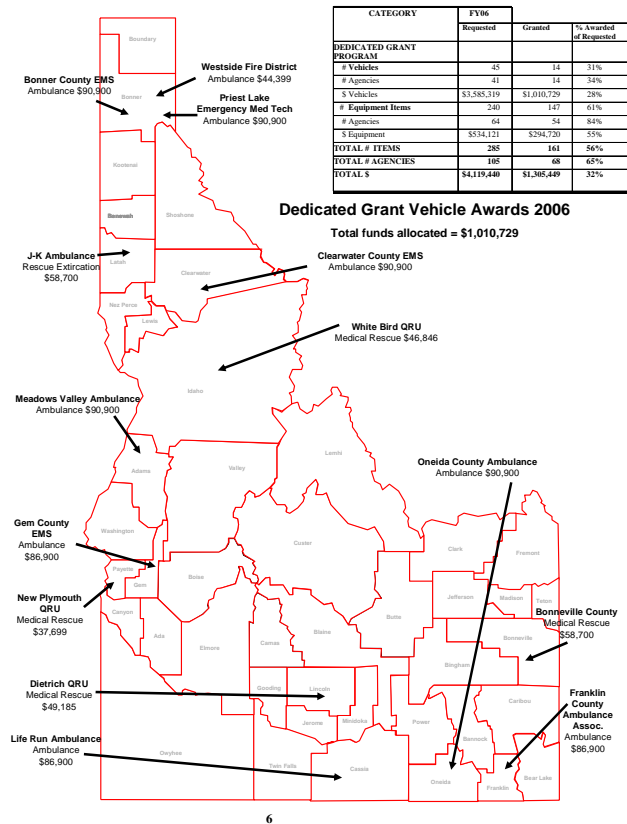 CATEGORY FY06
Requested Granted % Awarded of Requested
DEDICATED GRANT PROGRAM
# Vehicles 45 14 31%
# Agencies 41 14 34%
$ Vehicles $3,585,319 $1,010,729 28%
# Equipment Items 240 147 61%
# Agencies 64 54 84%
$ Equipment $534,121 $294,720 55%
TOTAL # ITEMS 285 161 56%
TOTAL # AGENCIES 105 68 65%
TOTAL $ $4,119,440 $1,305,449 32%
Dedicated Grant Vehicle Awards 2006
Total funds allocated = $1,010,729
Boundary
Westside Fire District
Ambulance $44,399
Bonner County EMS
Ambulance $90,900
Bonner
Priest Lake
Emergency Med Tech
Ambulance $90,900
Kootenai
Benewah
Shoshone
J-K Ambulance
Rescue Extircation
$58,700
Latah
Clearwater
Clearwater County EMS
Ambulance $90,900
Nez Perce
Lewis
White Bird QRU
Medical Rescue $46,846
Idaho
Meadows Valley Ambulance
Ambulance $90,900
Lemhi
Oneida County Ambulance
Ambulance $90,900
Adams
Valley
Gem County
EMS
Ambulance
$86,900
Washington
Custer
Clark
Fremont
Payette
Gem
Boise
New Plymouth
QRU
Medical Rescue
$37,699
Canyon
Ada
Elmore
Camas
Blaine
Butte
Jefferson
Madison
Teton
Bonneville County
Medical Rescue
$58,700
Bonneville
Bingham
Dietrich QRU
Medical Rescue
$49,185
Gooding
Lincoln
Jerome
Minidoka
Power
Bannock
Caribou
Franklin
County
Ambulance
Assoc.
Ambulance
$86,900
Life Run Ambulance
Ambulance
$86,900
Owyhee
Twin Falls
Cassie
Oneida
Franklin
Bear Lake
6